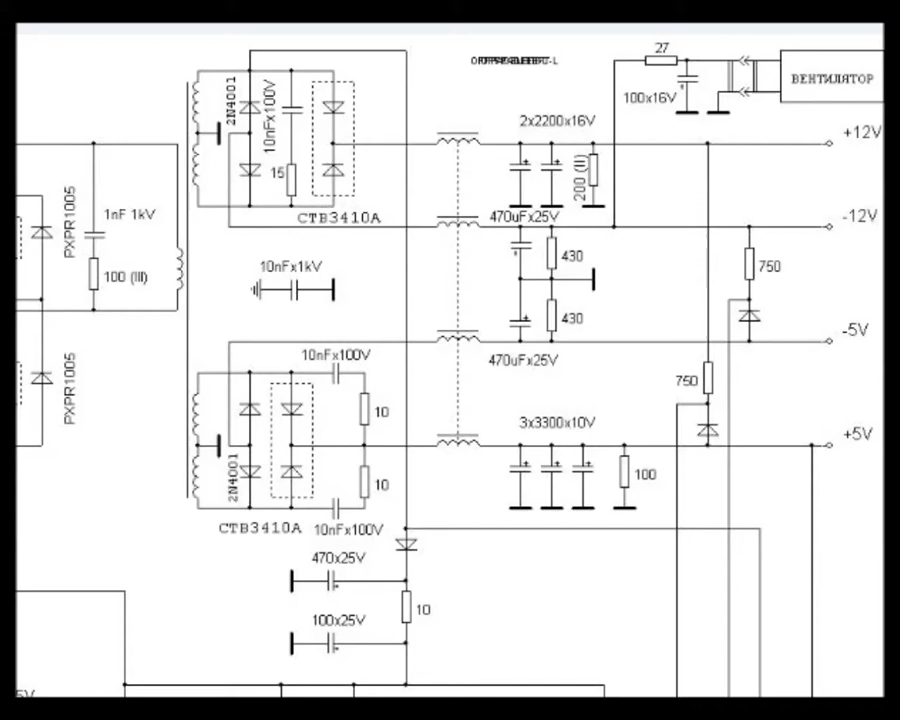 27
ВЕНТИЛЯТОР
100x16V
2N4001
10nFx100V
15
2x2200x16V
200 (II)
+12V
CTB3410A
470uFx25V
-12V
PXPR1005
1nF 1kV
100 (III)
10nFx1kV
430
750
430
-5V
10nFx100V
470uFx25V
PXPR1005
750
10
3x3300x10V
+5V
2N4001
10
100
CTB3410A
10nFx100V
470x25V
10
100x25V
5V